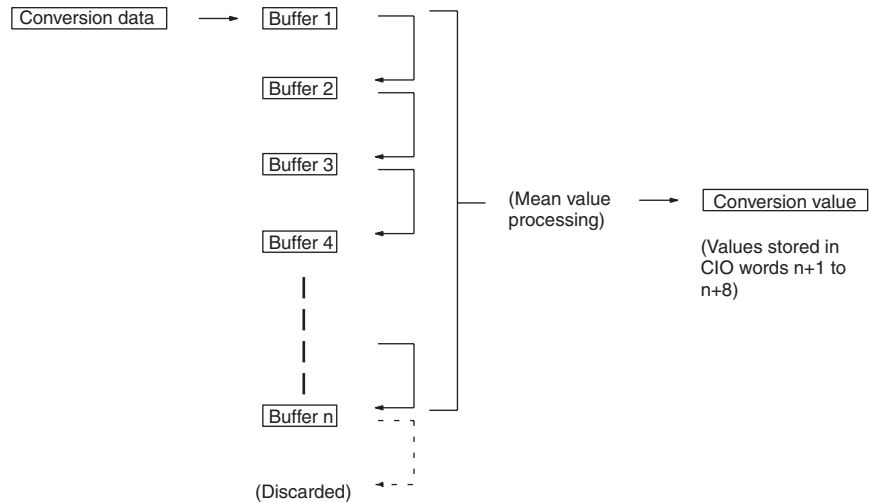 Conversion data
Buffer 1
Buffer 2
Buffer 3
Buffer 4
Buffer n
(Discarded)
(Mean value
processing)
Conversion value
(Values stored in
CIO words n+1 to
n+8)